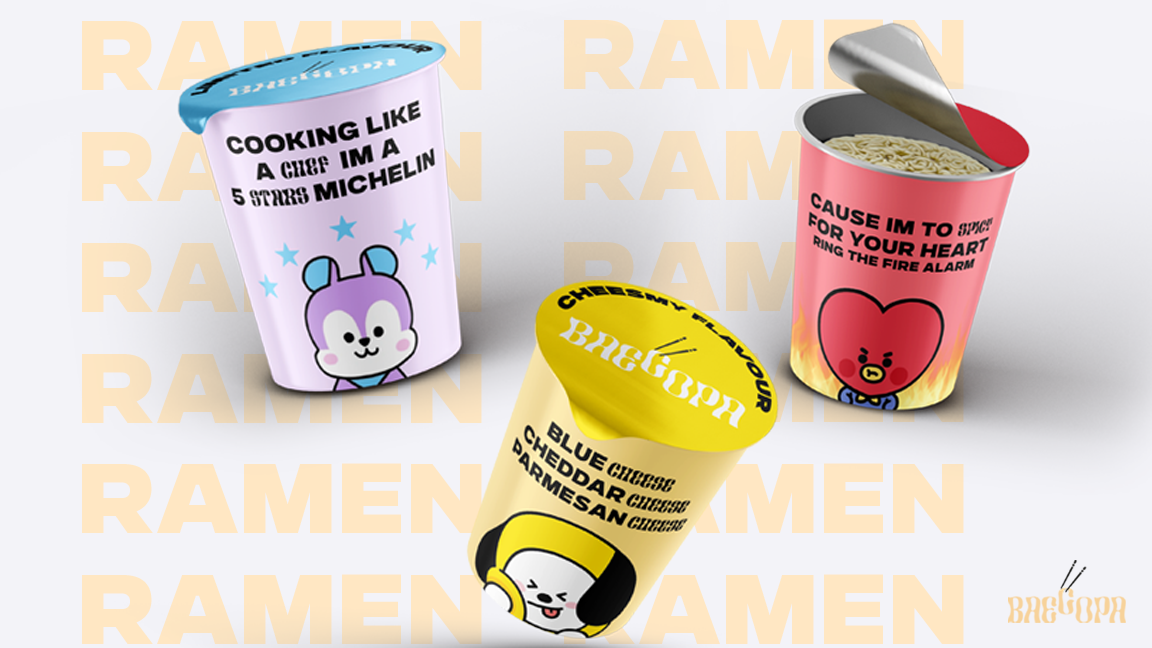 RAMEN RAMEN
RAMEN RAMEN
RAMEN RAMEN
RAMEN RAMEN
RAMEN RAMEN
RAMEN RAMEN
LIMITED FLAVOUR
BAEGOPA
COOKING LIKE
A CHEF IM A
5 STARS MICHELIN
CAUSE IM TO SPICY
FOR YOUR HEART
RING THE FIRE ALARM
CHEESMY FLAVOUR
BAEGOPA
BLUE CHEESE
CHEDDAR CHEESE
PARMESAN CHEESE
BAEGOPA